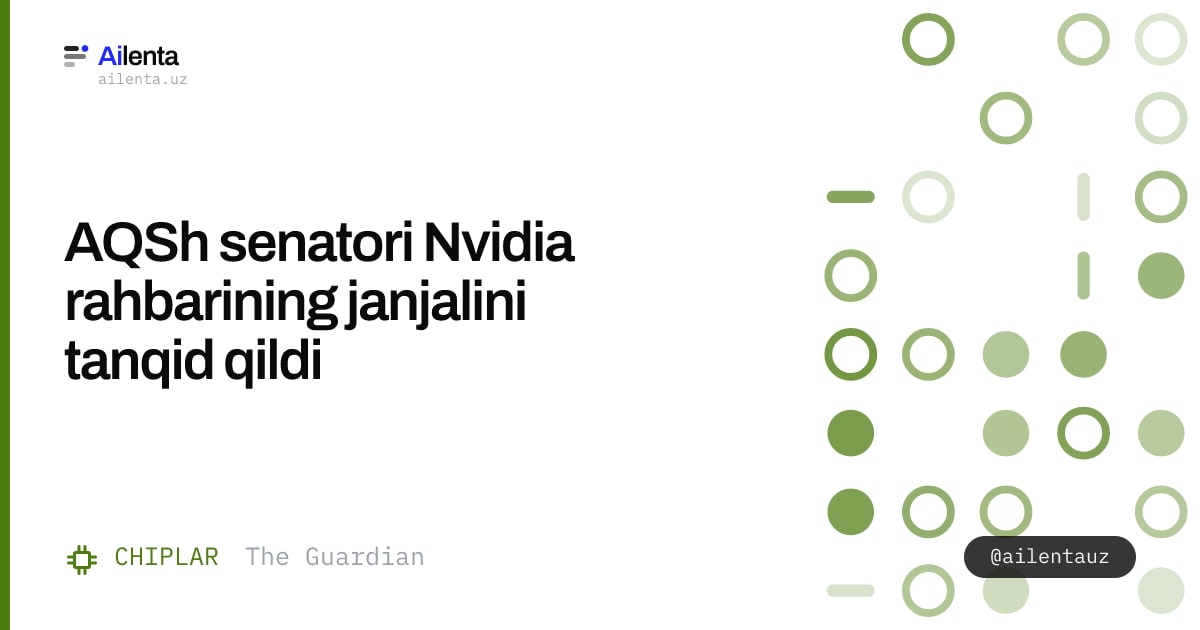 Ailenta
ailenta.uz
AQSh senatori Nvidia
rahbarining janjalini
tanqid qildi
CHIPLAR The Guardian
@ailentauz